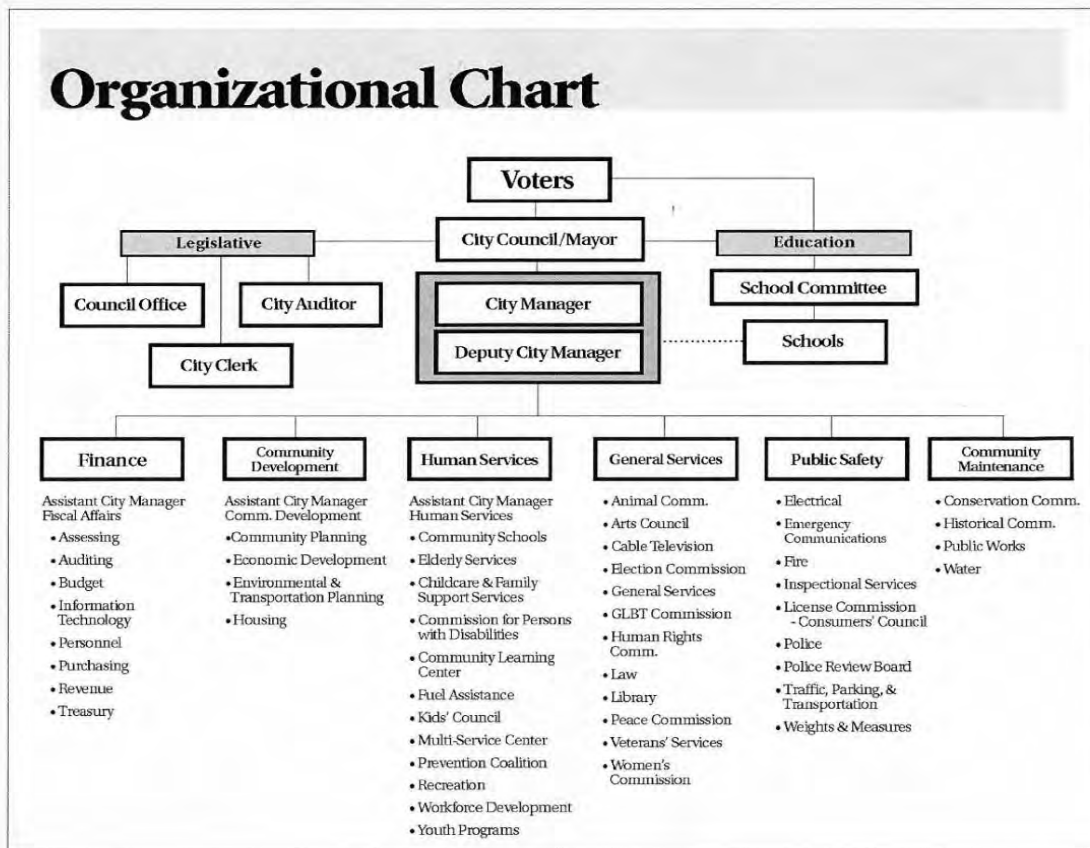 Organizational Chart
Voters
Legislative
City Council/Mayor
Education
Council Office
City Auditor
City Clerk
City Manager
Deputy City Manager
School Committee
Schools
Finance
Assistant City Manager
Fiscal Affairs
• Assessing
• Auditing
• Budget
• Information
Technology
• Personnel
• Purchasing
• Revenue
• Treasury
Community
Development
Assistant City Manager
Comm. Development
• Community Planning
• Economic Development
• Environmental &
Transportation Planning
• Housing
Human Services
Assistant City Manager
Human Services
• Community Schools
• Elderly Services
• Childcare & Family
Support Services
• Commission for Persons
with Disabilities
• Community Learning
Center
• Fuel Assistance
• Kids' Council
• Multi-Service Center
• Prevention Coalition
• Recreation
• Workforce Development
• Youth Programs
General Services
• Animal Comm.
• Arts Council
• Cable Television
• Election Commission
• General Services
• GLBT Commission
• Human Rights
Comm.
• Law
• Library
• Peace Commission
• Veterans' Services
• Women's
Commission
Public Safety
• Electrical
• Emergency
Communications
• Fire
• Inspectional Services
• License Commission
- Consumers' Council
• Police
• Police Review Board
• Traffic, Parking, &
Transportation
• Weights & Measures
Community
Maintenance
• Conservation Comm.
• Historical Comm.
• Public Works
• Water